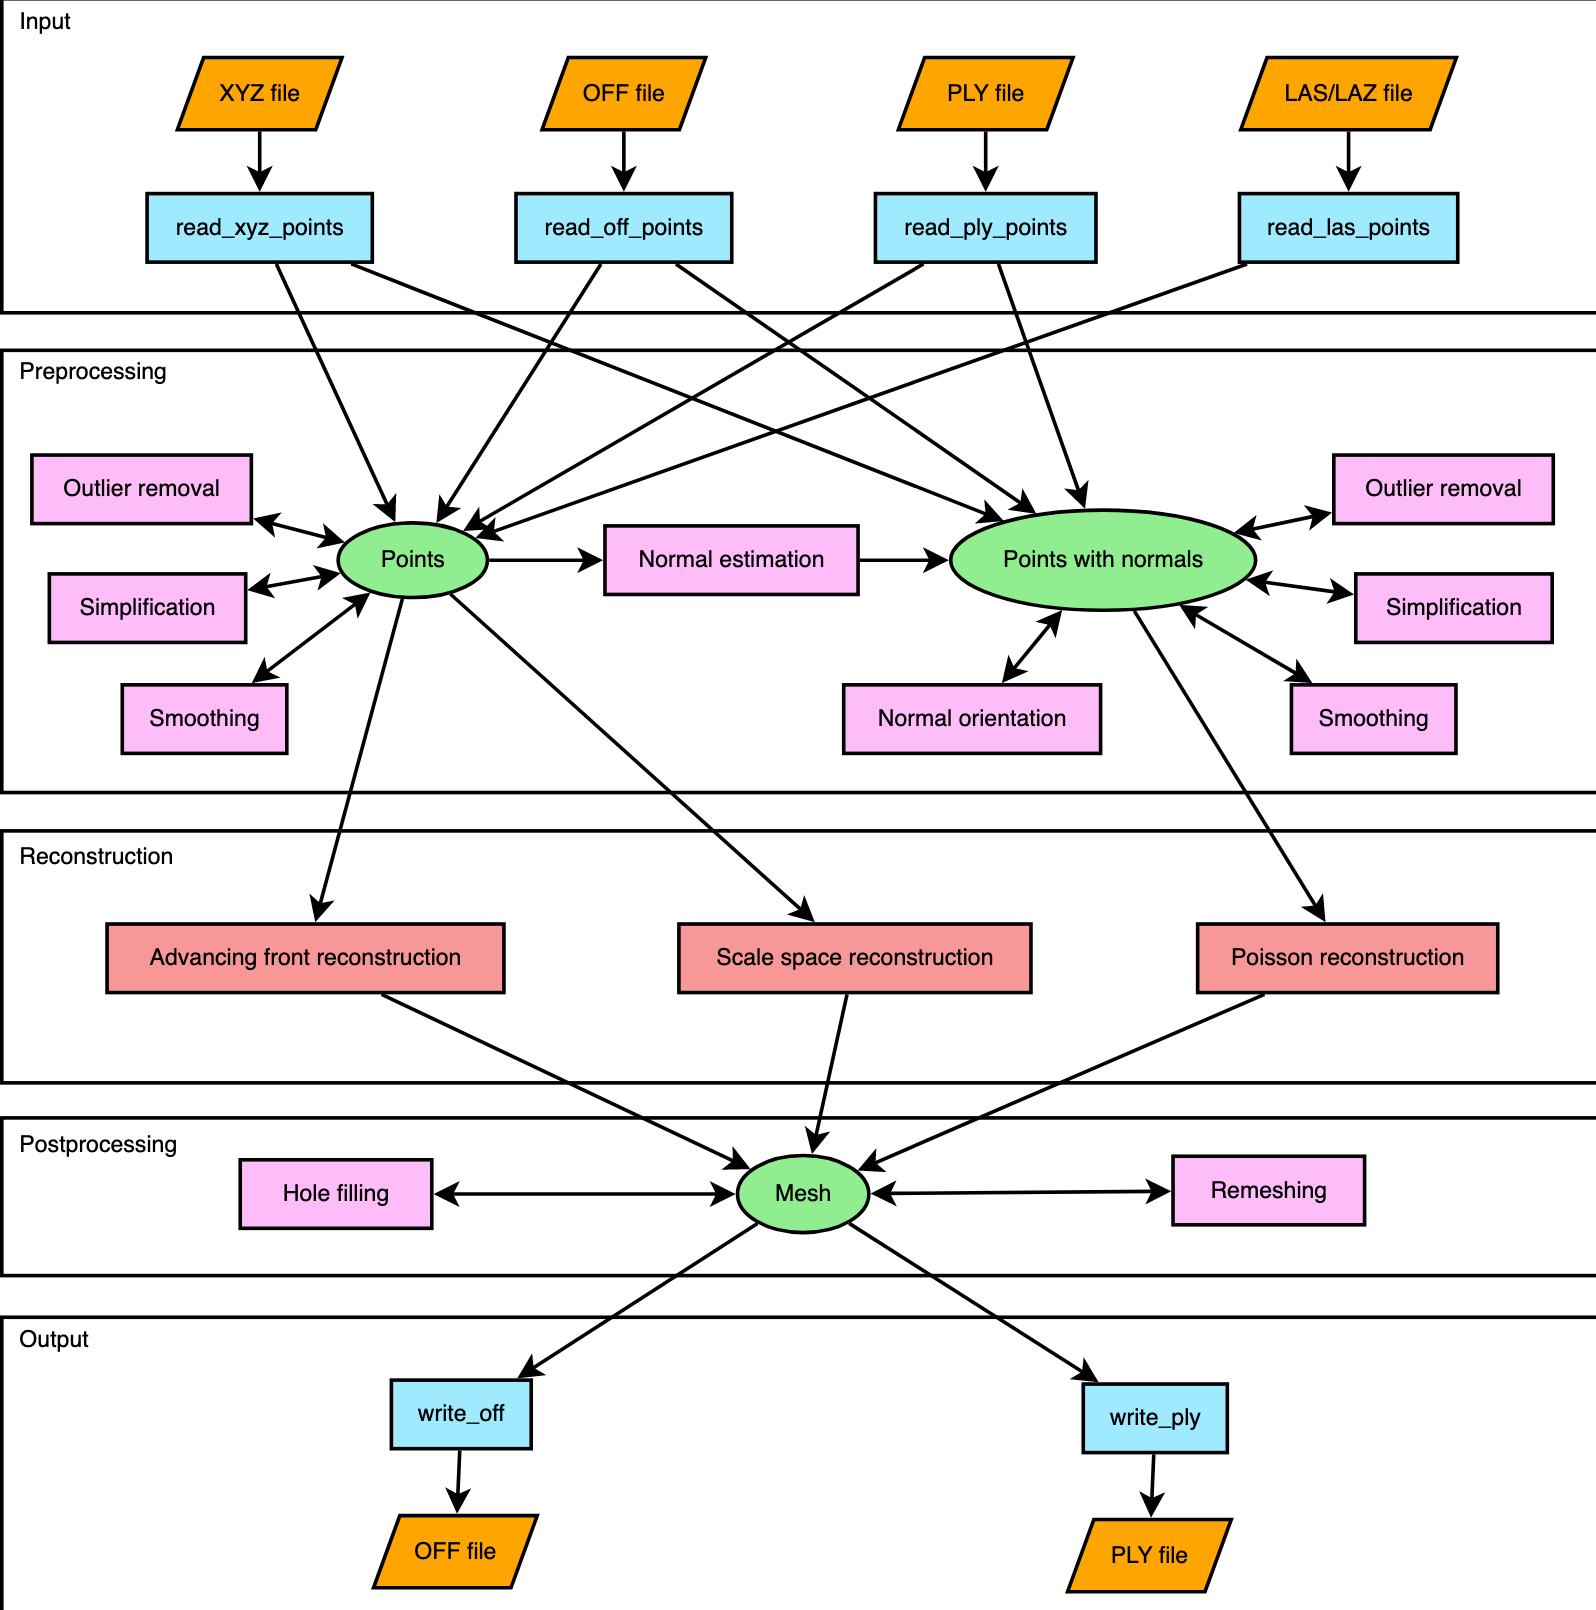 Input
XYZ file
OFF file
PLY file
LAS/LAZ file
read_xyz_points
read_off_points
read_ply_points
read_las_points
Preprocessing
Outlier removal
Outlier removal
Points
Normal estimation
Points with normals
Simplification
Simplification
Smoothing
Normal orientation
Smoothing
Reconstruction
Advancing front reconstruction
Scale space reconstruction
Poisson reconstruction
Postprocessing
Hole filling
Mesh
Remeshing
Output
write_off
write_ply
OFF file
PLY file